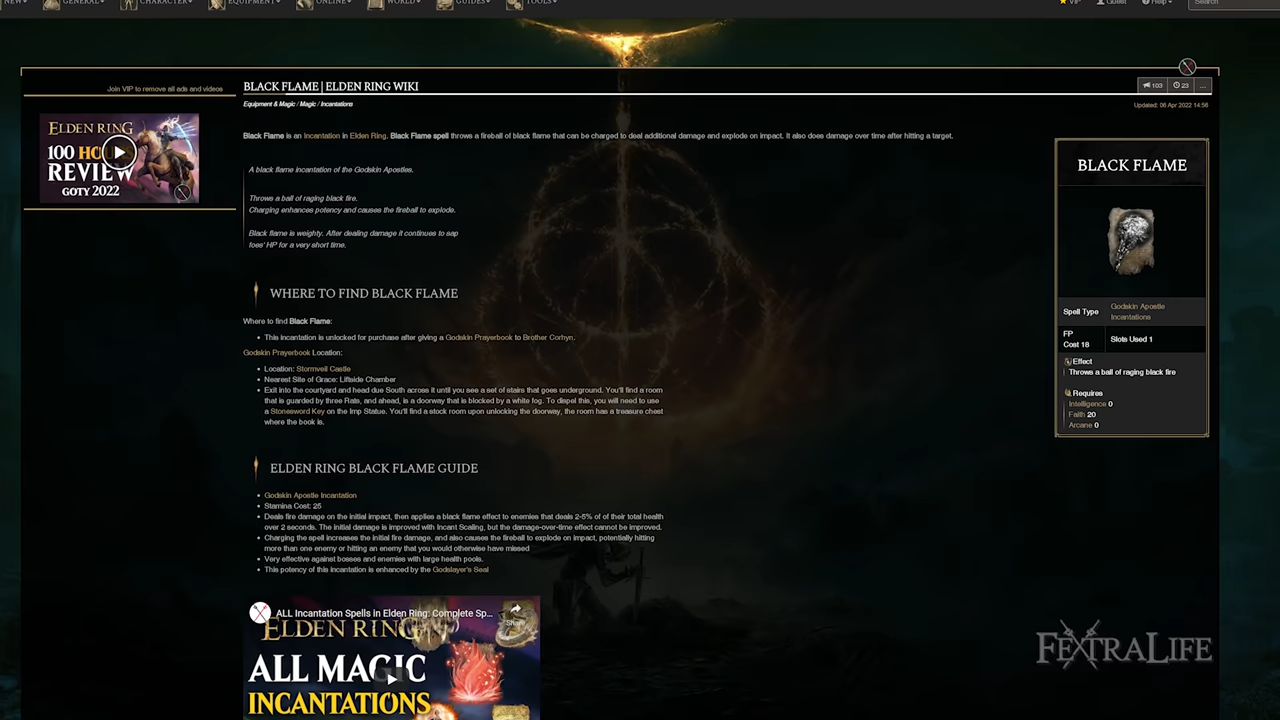 NEW
GENERAL
CHARACTER
EQUIPMENT
ONLINE
WORLD
GUIDES
TOOLS
VIP
Guest
Help
Search
Join VIP to remove all ads and videos
ELDEN RING
100 HO
REVIEW
GOTY 2022
BLACK FLAME | ELDEN RING WIKI
103
23
...
Equipment & Magic / Magic / Incantations
Updated: 06 Apr 2022 14:56
Black Flame is an Incantation in Elden Ring. Black Flame spell throws a fireball of black flame that can be charged to deal additional damage and explode on impact. It also does damage over time after hitting a target.
A black flame incantation of the Godskin Apostles.
Throws a ball of raging black fire.
Charging enhances potency and causes the fireball to explode.
Black flame is weighty. After dealing damage it continues to sap
foes' HP for a very short time.
WHERE TO FIND BLACK FLAME
Where to find Black Flame:
• This incantation is unlocked for purchase after giving a Godskin Prayerbook to Brother Corhyn.
Godskin Prayerbook Location:
• Location: Stormveil Castle
• Nearest Site of Grace: Liftside Chamber
• Exit into the courtyard and head due South across it until you see a set of stairs that goes underground. You'll find a room
that is guarded by three Rats, and ahead, is a doorway that is blocked by a white fog. To dispel this, you will need to use
a Stonesword Key on the Imp Statue. You'll find a stock room upon unlocking the doorway, the room has a treasure chest
where the book is.
ELDEN RING BLACK FLAME GUIDE
• Godskin Apostle Incantation
• Stamina Cost: 25
• Deals fire damage on the initial impact, then applies a black flame effect to enemies that deals 2-5% of of their total health
over 2 seconds. The initial damage is improved with Incant Scaling, but the damage-over-time effect cannot be improved.
• Charging the spell increases the initial fire damage, and also causes the fireball to explode on impact, potentially hitting
more than one enemy or hitting an enemy that you would otherwise have missed
• Very effective against bosses and enemies with large health pools.
• This potency of this incantation is enhanced by the Godslayer's Seal
ALL Incantation Spells in Elden Ring: Complete Sp...
Share
ELDEN RING
ALL MAGIC
INCANTATIONS
BLACK FLAME
Spell Type
Godskin Apostle
Incantations
FP
Cost 18
Slots Used 1
Effect
Throws a ball of raging black fire
Requires
Intelligence 0
Faith 20
Arcane 0
FEXTRALIFE